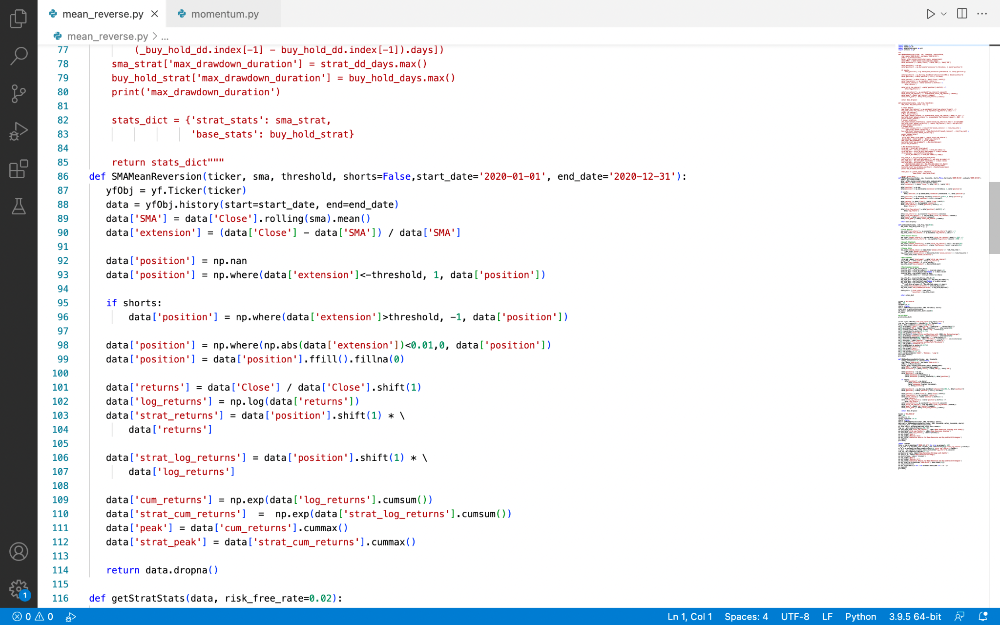 mean_reverse.py
momentum.py
mean_reverse.py > ...
77 (_buy_hold_dd.index[-1] - buy_hold_dd.index[-1]).days])
78 sma_strat['max_drawdown_duration'] = strat_dd_days.max()
79 buy_hold_strat['max_drawdown_duration'] = buy_hold_days.max()
80 print('max_drawdown_duration')
81
82 stats_dict = {'strat_stats': sma_strat,
83 'base_stats': buy_hold_strat}
84
85 return stats_dict"""
86 def SMAMeanReversion(ticker, sma, threshold, shorts=False,start_date='2020-01-01', end_date='2020-12-31'):
87 yfObj = yf.Ticker(ticker)
88 data = yfObj.history(start=start_date, end=end_date)
89 data['SMA'] = data['Close'].rolling(sma).mean()
90 data['extension'] = (data['Close'] - data['SMA']) / data['SMA']
91
92 data['position'] = np.nan
93 data['position'] = np.where(data['extension']<-threshold, 1, data['position'])
94
95 if shorts:
96 data['position'] = np.where(data['extension']>threshold, -1, data['position'])
97
98 data['position'] = np.where(np.abs(data['extension'])<0.01,0, data['position'])
99 data['position'] = data['position'].ffill().fillna(0)
100
101 data['returns'] = data['Close'] / data['Close'].shift(1)
102 data['log_returns'] = np.log(data['returns'])
103 data['strat_returns'] = data['position'].shift(1) * \
104 data['returns']
105
106 data['strat_log_returns'] = data['position'].shift(1) * \
107 data['log_returns']
108
109 data['cum_returns'] = np.exp(data['log_returns'].cumsum())
110 data['strat_cum_returns'] = np.exp(data['strat_log_returns'].cumsum())
111 data['peak'] = data['cum_returns'].cummax()
112 data['strat_peak'] = data['strat_cum_returns'].cummax()
113
114 return data.dropna()
115
116 def getStratStats(data, risk_free_rate=0.02):
1
0 0
Ln 1, Col 1 Spaces: 4 UTF-8 LF Python 3.9.5 64-bit